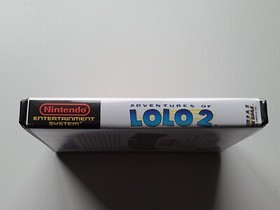 Nintendo
ENTERTAINMENT
SYSTEM
ADVENTURES OF
LOLO 2